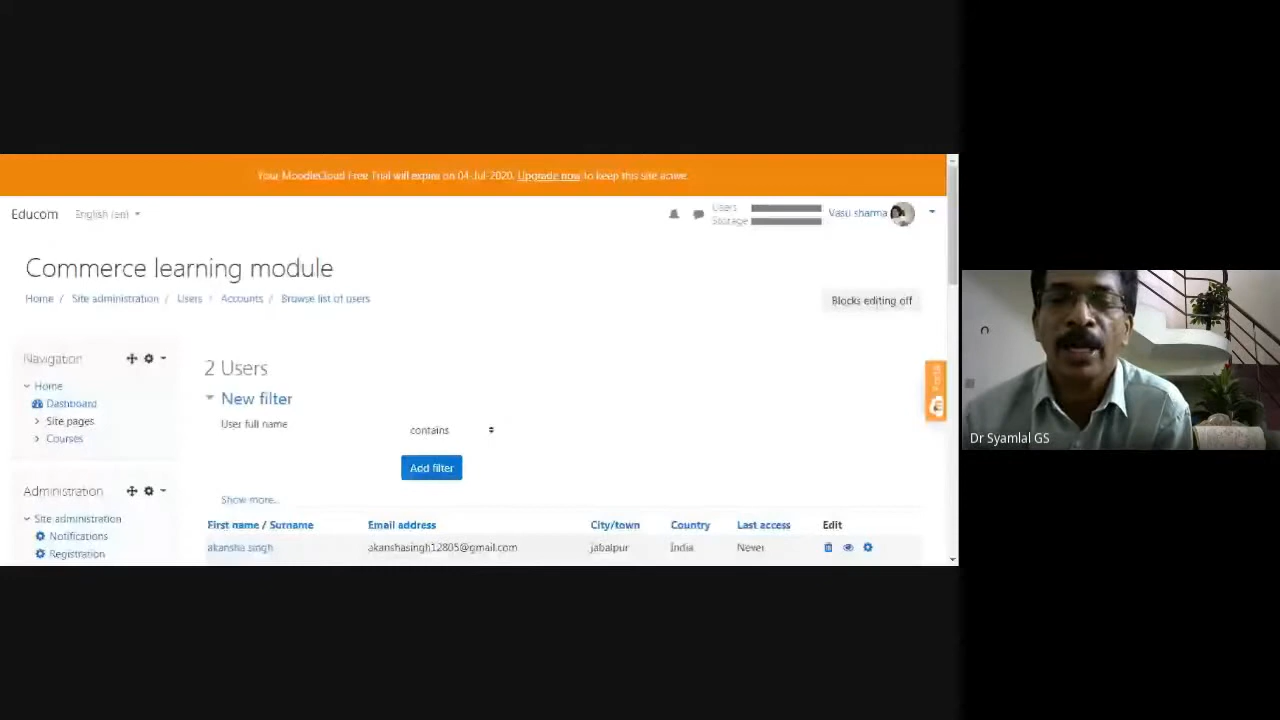 Your MoodleCloud Free Trial will expire on 04-Jul-2020. Upgrade now to keep this site active.
Educom English (en)
Users
Storage
Vasu sharma
Commerce learning module
Home / Site administration / Users / Accounts / Browse list of users
Blocks editing off
Navigation
Home
Dashboard
Site pages
Courses
Administration
Site administration
Notifications
Registration
2 Users
New filter
User full name contains
Add filter
Show more...
First name / Surname Email address City/town Country Last access Edit
akansha singh akanshasingh12805@gmail.com jabalpur India Never
Portal
Dr Syamlal GS